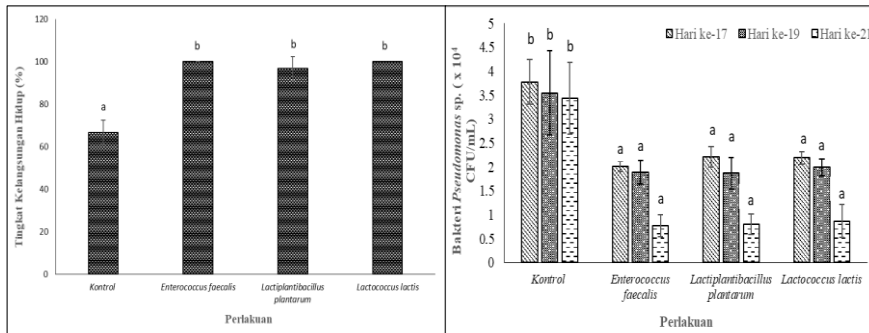 120
100
80
60
40
20
0
Tingkat Kelangsungan Hidup (%)
a
b
b
b
Kontrol
Enterococcus faecalis
Lactiplantibacillus
plantarum
Lactococcus lactis
Perlakuan
Hari ke-17
Hari ke-19
Hari ke-21
5
4.5
4
3.5
3
2.5
2
1.5
1
0.5
0
Bakteri Pseudomonas sp. ( x 10⁴
CFU/mL)
b b b
a a a
a a a
a a a
Kontrol
Enterococcus
faecalis
Lactiplantibacillus
plantarum
Lactococcus lactis
Perlakuan